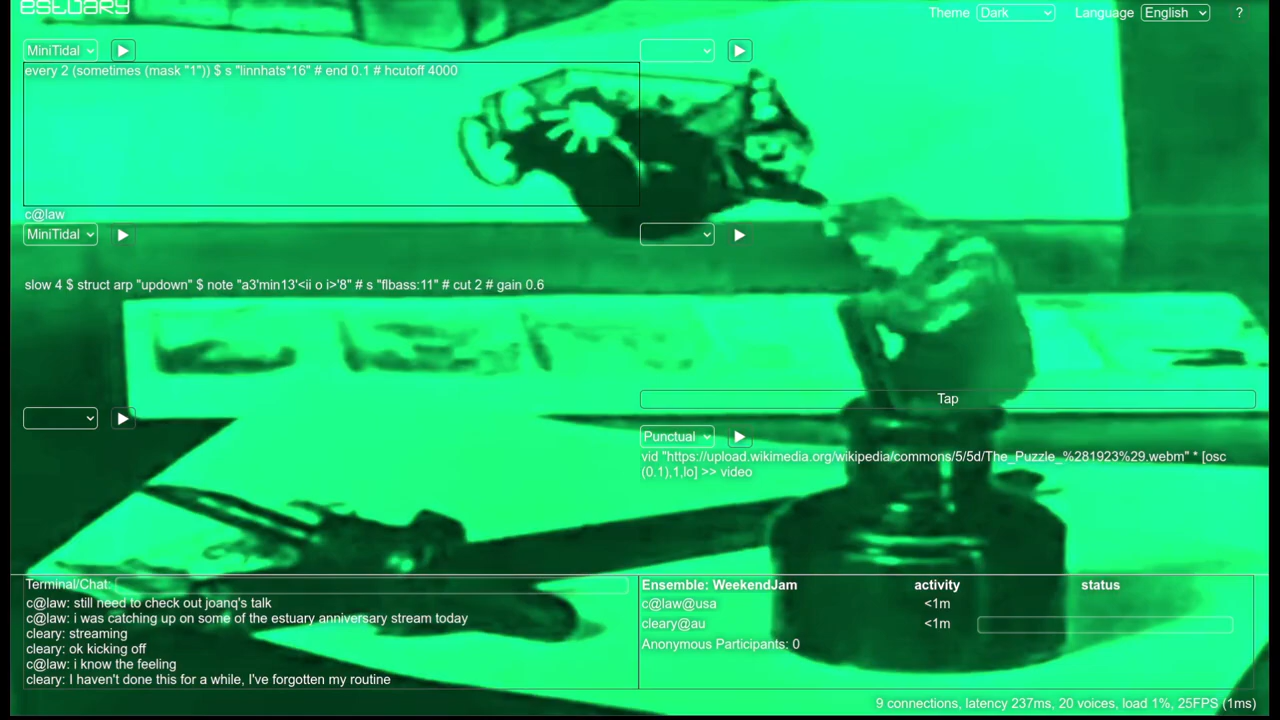 estuary
Theme Dark Language English ?
MiniTidal
every 2 (sometimes (mask "1")) $ s "linnhats*16" # end 0.1 # hcutoff 4000
c@law
MiniTidal
slow 4 $ struct arp "updown" $ note "a3'min13'<ii o i>'8" # s "flbass:11" # cut 2 # gain 0.6
Tap
Punctual
vid "https://upload.wikimedia.org/wikipedia/commons/5/5d/The_Puzzle_%281923%29.webm" * [osc
(0.1),1,lo] >> video
Terminal/Chat:
c@law: still need to check out joanq's talk
c@law: i was catching up on some of the estuary anniversary stream today
cleary: streaming
cleary: ok kicking off
c@law: i know the feeling
cleary: I haven't done this for a while, I've forgotten my routine
Ensemble: WeekendJam activity status
c@law@usa <1m
cleary@au <1m
Anonymous Participants: 0
9 connections, latency 237ms, 20 voices, load 1%, 25FPS (1ms)